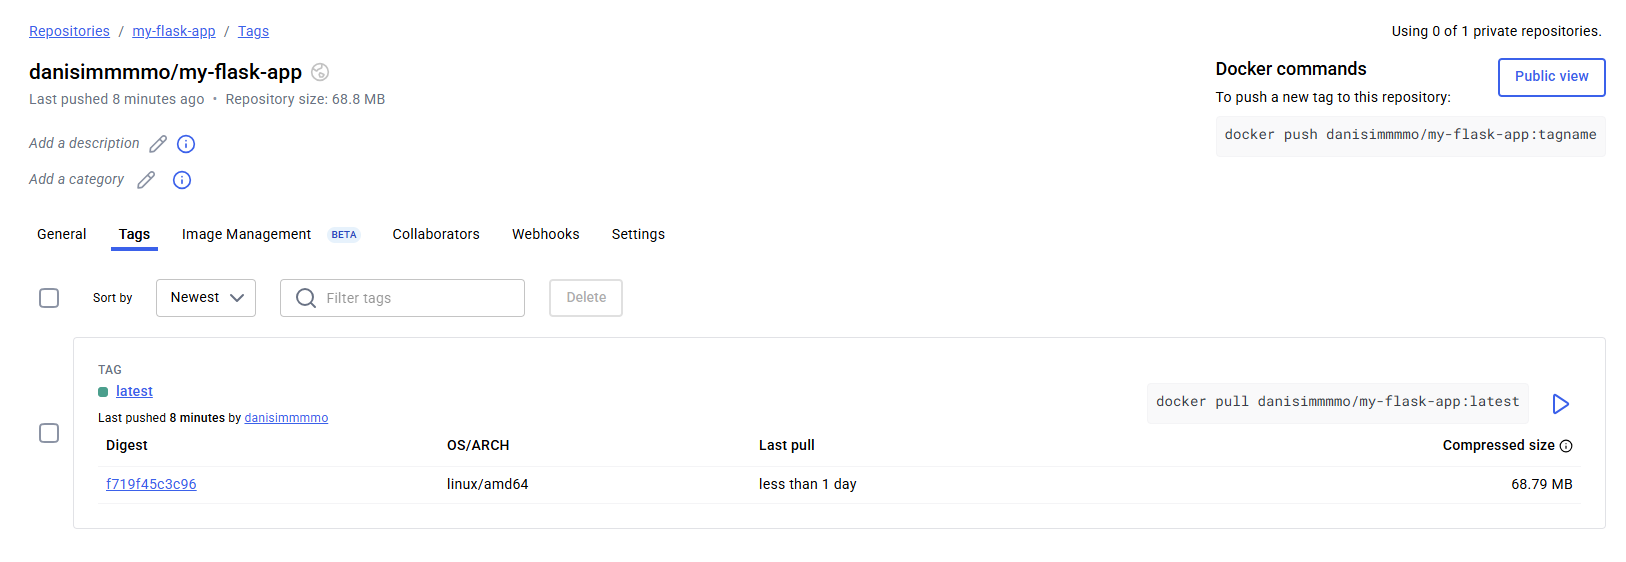 Repositories / my-flask-app / Tags
Using 0 of 1 private repositories.
danisimmmmo/my-flask-app
Last pushed 8 minutes ago • Repository size: 68.8 MB
Docker commands
Public view
To push a new tag to this repository:
docker push danisimmmmo/my-flask-app:tagname
Add a description
Add a category
General Tags Image Management BETA Collaborators Webhooks Settings
Sort by Newest Filter tags Delete
TAG
latest
docker pull danisimmmmo/my-flask-app:latest
Last pushed 8 minutes by danisimmmmo
Digest OS/ARCH Last pull Compressed size
f719f45c3c96 linux/amd64 less than 1 day 68.79 MB